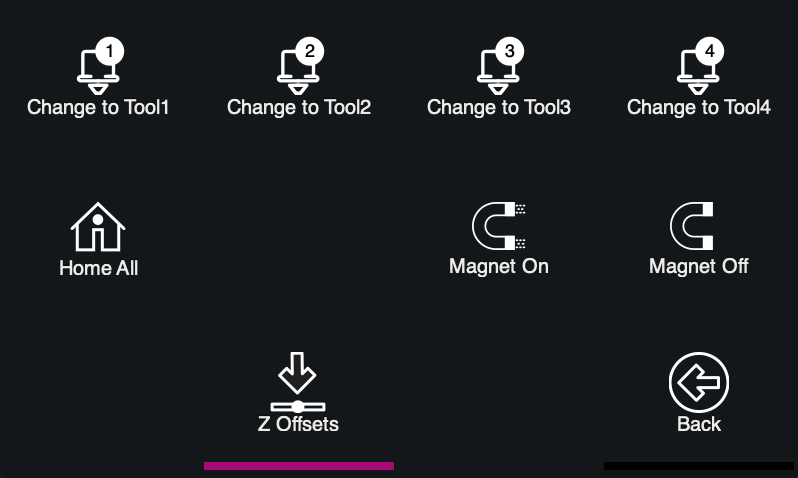 1
2
3
4
Change to Tool1
Change to Tool2
Change to Tool3
Change to Tool4
Home All
Magnet On
Magnet Off
Z Offsets
Back